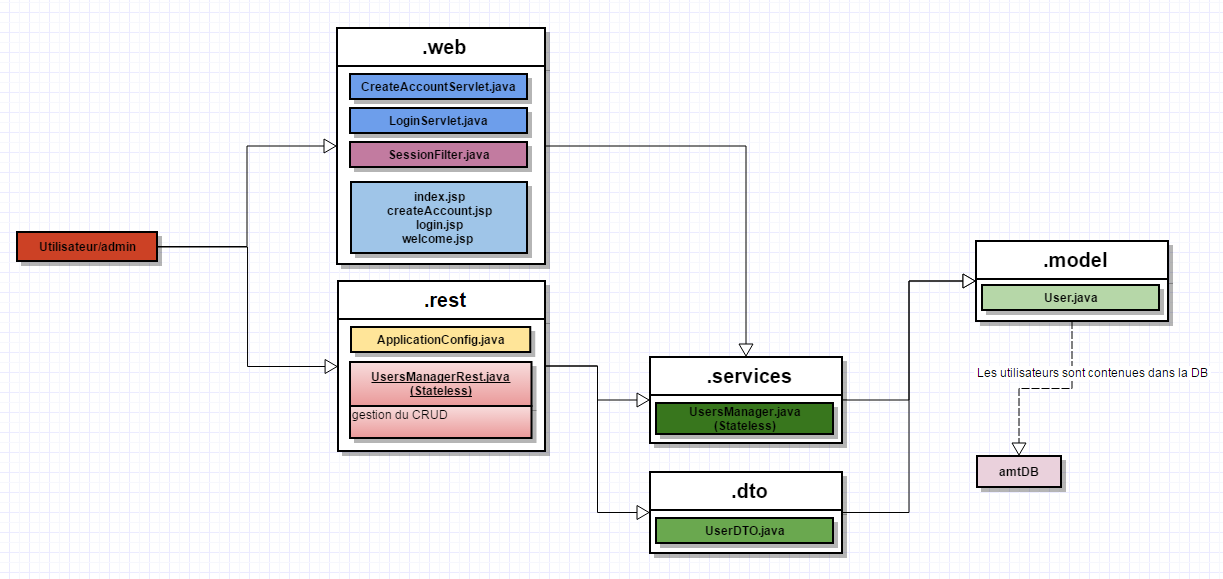 Utilisateur/admin
.web
CreateAccountServlet.java
LoginServlet.java
SessionFilter.java
index.jsp
createAccount.jsp
login.jsp
welcome.jsp
.rest
ApplicationConfig.java
UsersManagerRest.java
(Stateless)
gestion du CRUD
.services
UsersManager.java
(Stateless)
.dto
UserDTO.java
.model
User.java
Les utilisateurs sont contenues dans la DB
amtDB